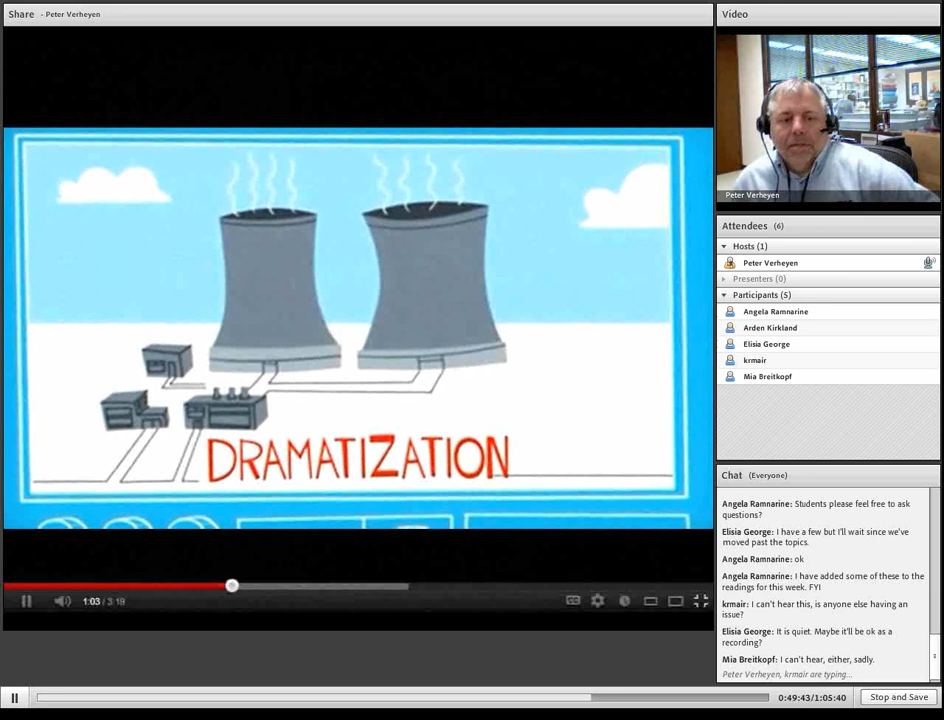 Share - Peter Verheyen
DRAMATIZATION
1:03 / 3:19
CC
Video
Peter Verheyen
Attendees (6)
Hosts (1)
Peter Verheyen
Presenters (0)
Participants (5)
Angela Ramnarine
Arden Kirkland
Elisia George
krmair
Mia Breitkopf
Chat (Everyone)
Angela Ramnarine: Students please feel free to ask
questions?
Elisia George: I have a few but I'll wait since we've
moved past the topics.
Angela Ramnarine: ok
Angela Ramnarine: I have added some of these to the
readings for this week. FYI
krmair: I can't hear this, is anyone else having an
issue?
Elisia George: It is quiet. Maybe it'll be ok as a
recording?
Mia Breitkopf: I can't hear, either, sadly.
Peter Verheyen, krmair are typing...
0:49:43/1:05:40
Stop and Save